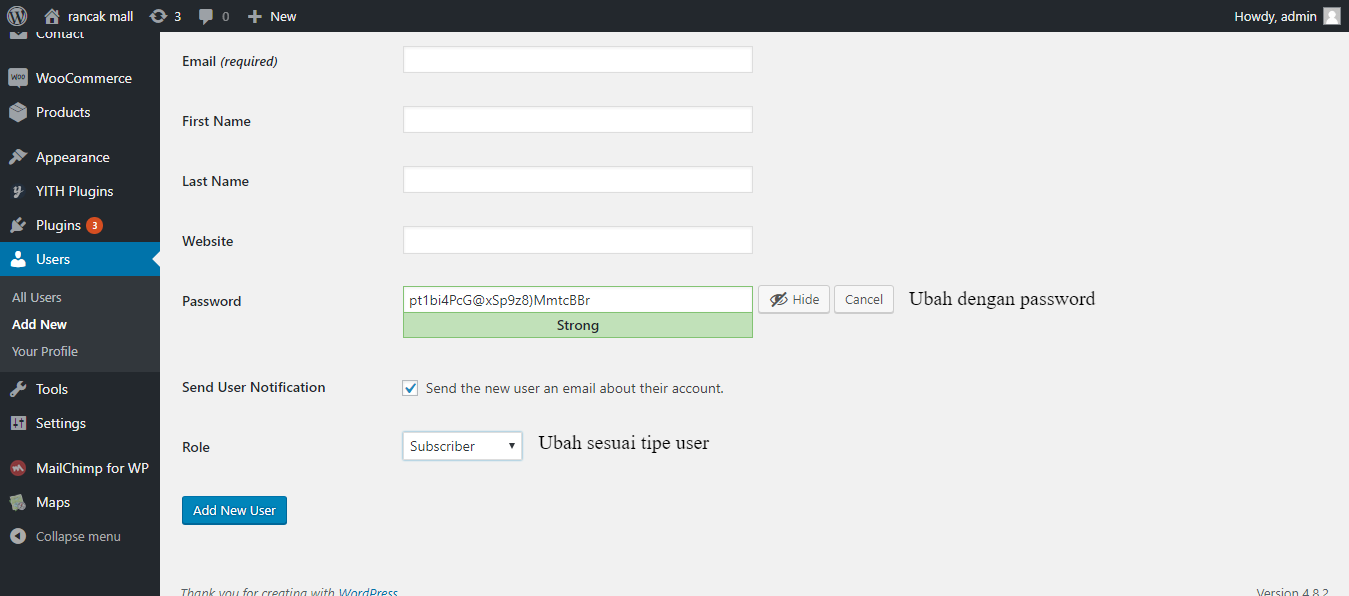 rancak mall 3 0 New Howdy, admin
Contact
WooCommerce
Products
Appearance
YITH Plugins
Plugins 3
Users
All Users
Add New
Your Profile
Tools
Settings
MailChimp for WP
Maps
Collapse menu
Email (required)
First Name
Last Name
Website
Password pt1bi4PcG@xSp9z8)MmtcBBr Hide Cancel Ubah dengan password
Strong
Send User Notification Send the new user an email about their account.
Role Subscriber Ubah sesuai tipe user
Add New User
Thank you for creating with WordPress Version 4.8.2